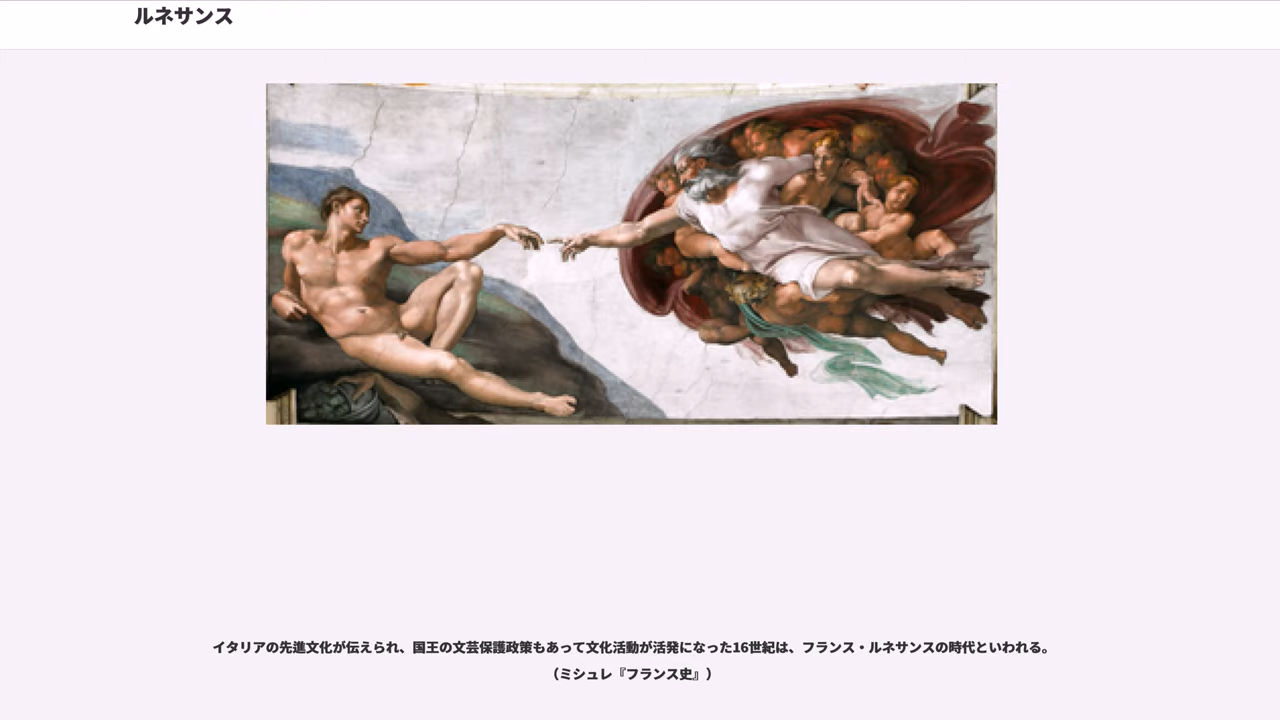 ルネサンス
イタリアの先進文化が伝えられ、国王の文芸保護政策もあって文化活動が活発になった16世紀は、フランス・ルネサンスの時代といわれる。
（ミシュレ『フランス史』）